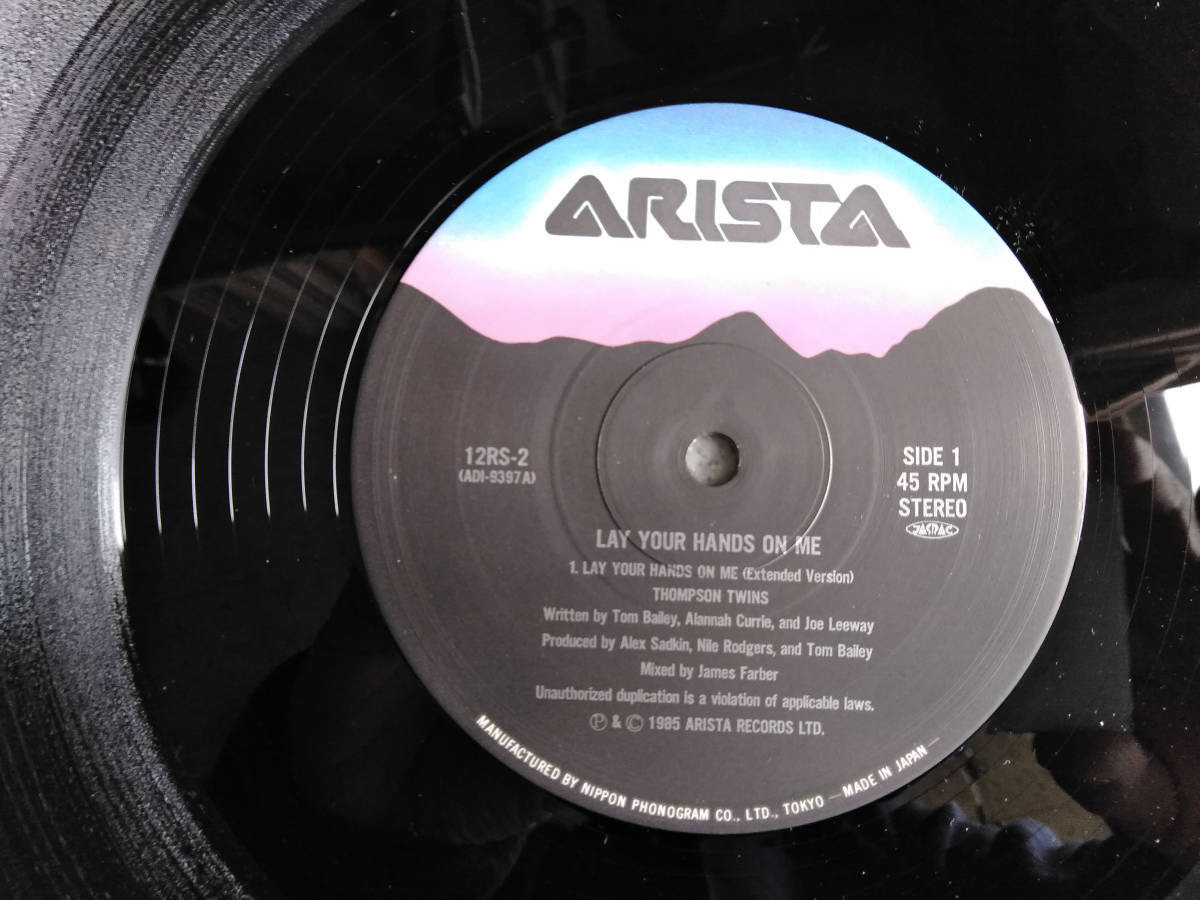 ARISTA
12RS-2
(ADI-9397A)
SIDE 1
45 RPM
STEREO
JASRAC
LAY YOUR HANDS ON ME
1. LAY YOUR HANDS ON ME (Extended Version)
THOMPSON TWINS
Written by Tom Bailey, Alannah Currie, and Joe Leeway
Produced by Alex Sadkin, Nile Rodgers, and Tom Bailey
Mixed by James Farber
Unauthorized duplication is a violation of applicable laws.
Ⓟ & © 1985 ARISTA RECORDS LTD.
MANUFACTURED BY NIPPON PHONOGRAM CO., LTD., TOKYO — MADE IN JAPAN —